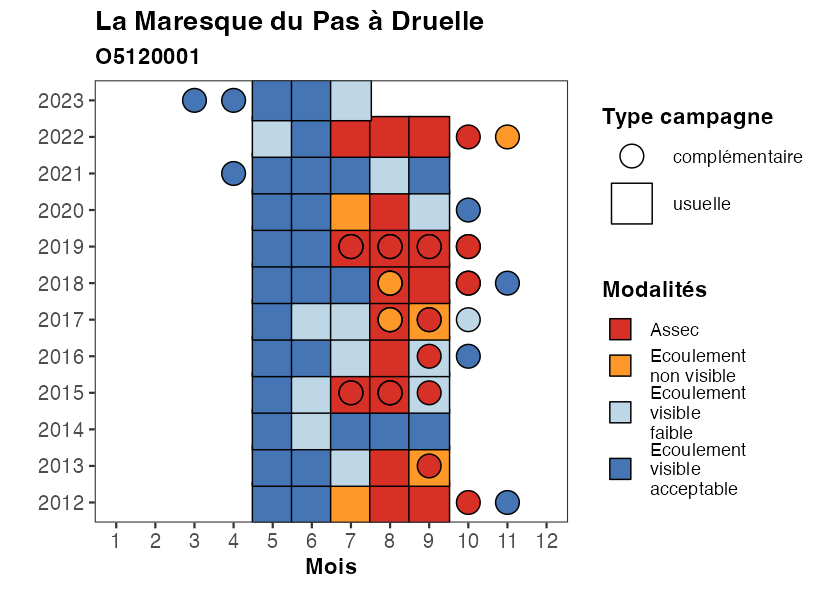 La Maresque du Pas à Druelle
O5120001
2023
2022
2021
2020
2019
2018
2017
2016
2015
2014
2013
2012
1 2 3 4 5 6 7 8 9 10 11 12
Mois
Type campagne
complémentaire
usuelle
Modalités
Assec
Ecoulement
non visible
Ecoulement
visible
faible
Ecoulement
visible
acceptable